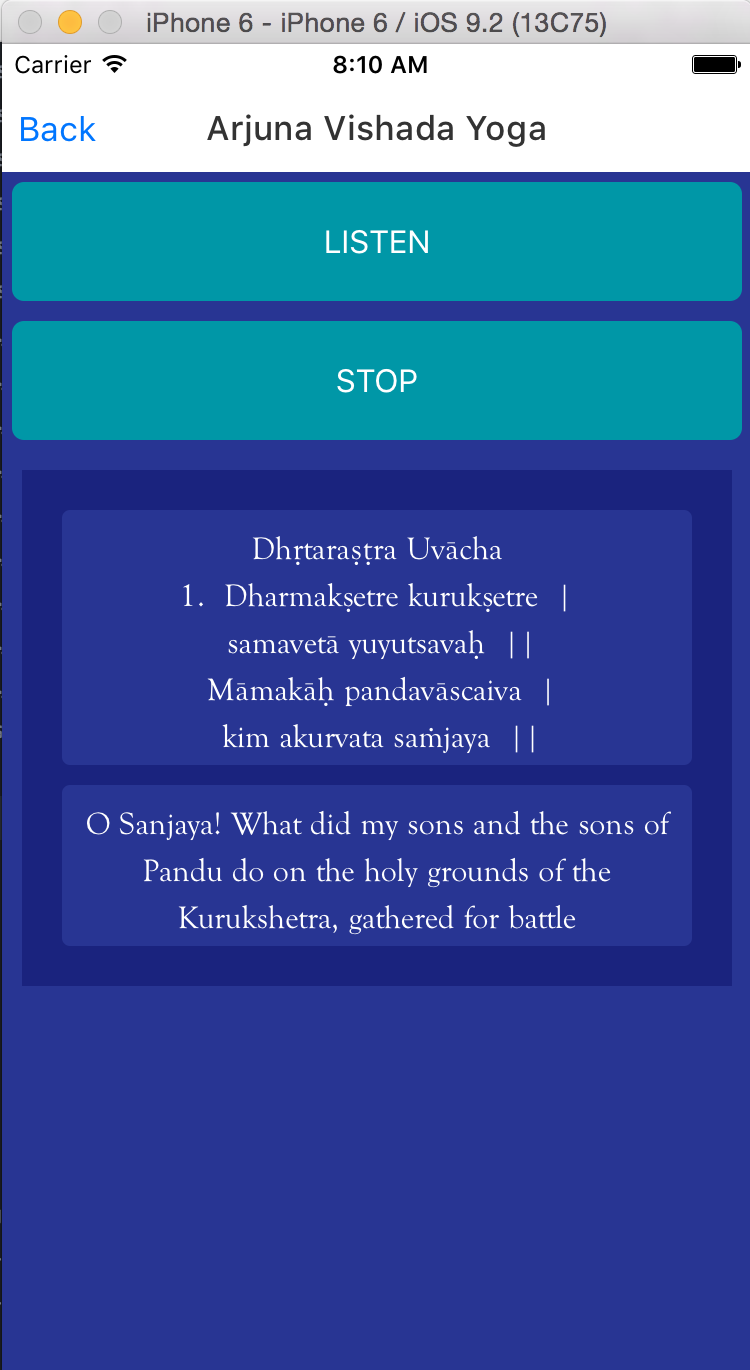 iPhone 6 - iPhone 6 / iOS 9.2 (13C75)
Carrier 8:10 AM
Back Arjuna Vishada Yoga
LISTEN
STOP
Dhṛtaraṣṭra Uvācha
1. Dharmakṣetre kurukṣetre |
samavetā yuyutsavaḥ ||
Māmakāḥ pandavāscaiva |
kim akurvata saṁjaya ||
O Sanjaya! What did my sons and the sons of
Pandu do on the holy grounds of the
Kurukshetra, gathered for battle